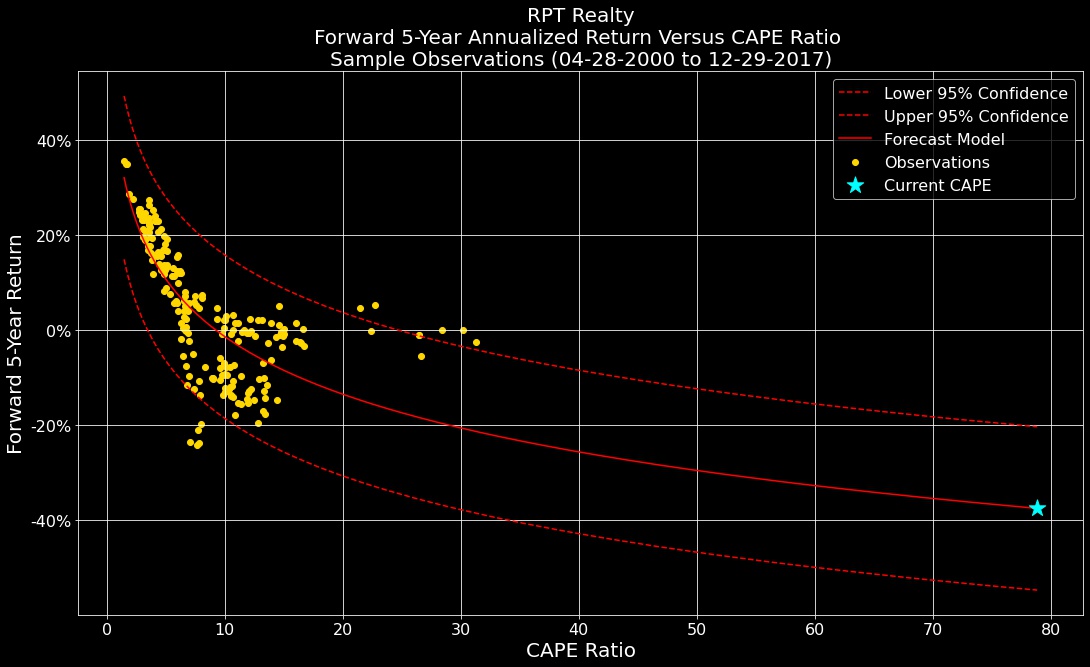 RPT Realty
Forward 5-Year Annualized Return Versus CAPE Ratio
Sample Observations (04-28-2000 to 12-29-2017)
Lower 95% Confidence
Upper 95% Confidence
Forecast Model
Observations
Current CAPE
Forward 5-Year Return
40%
20%
0%
-20%
-40%
0 10 20 30 40 50 60 70 80
CAPE Ratio